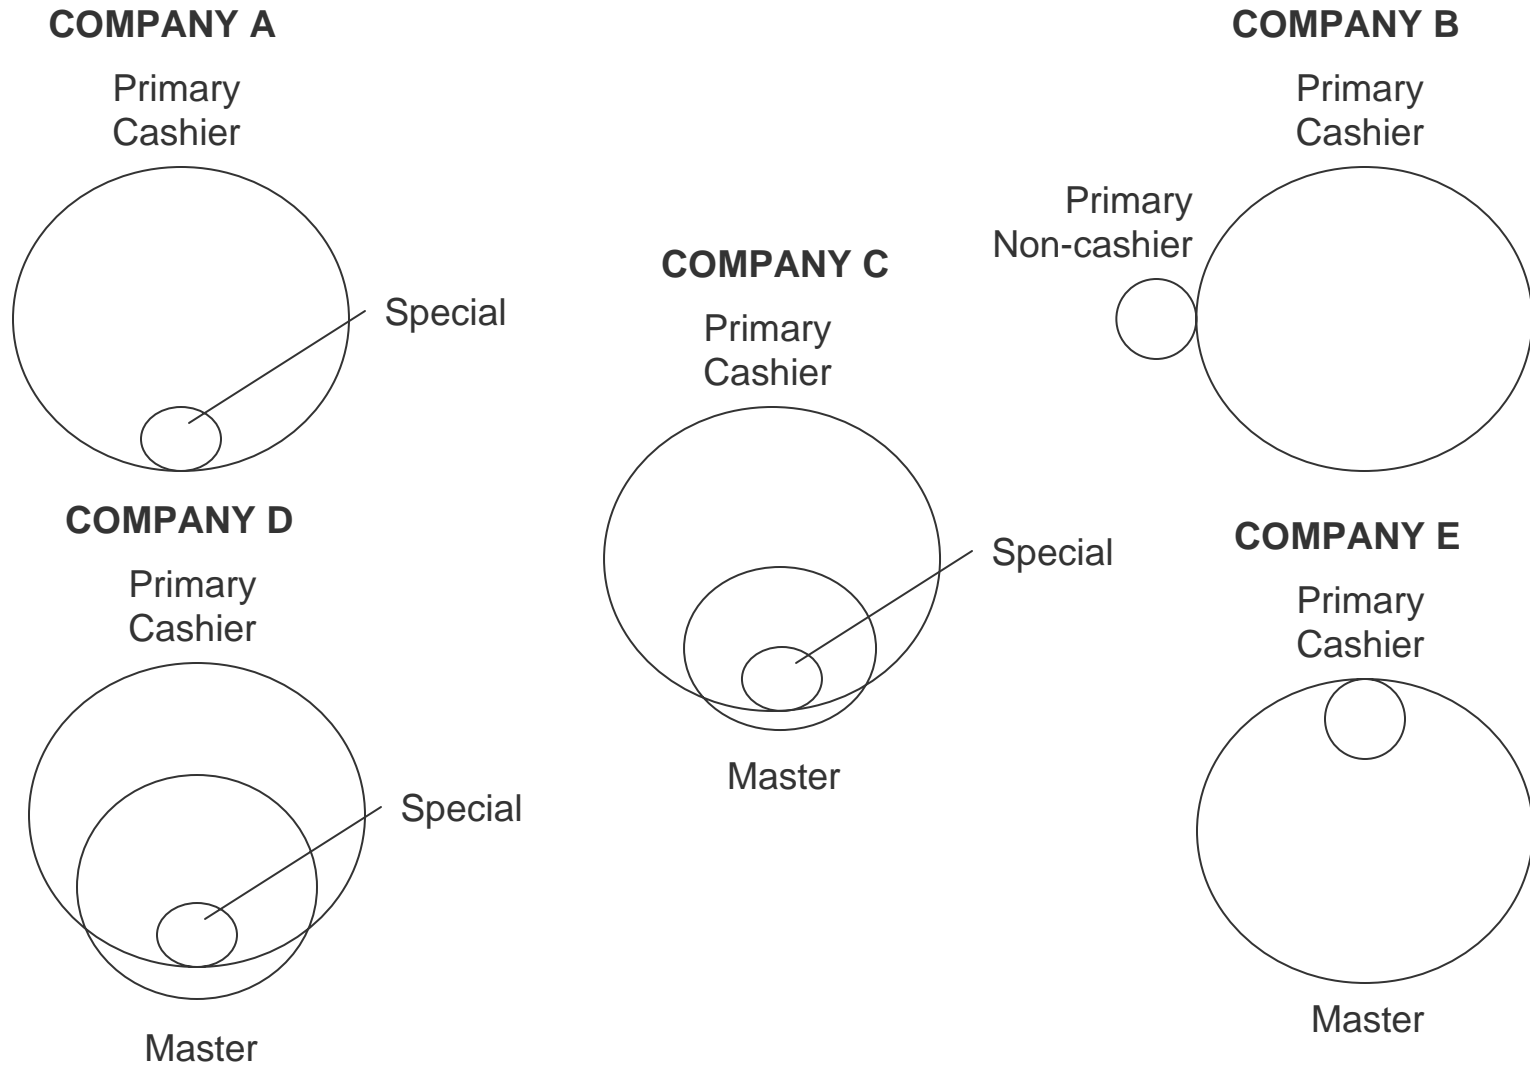 COMPANY A
Primary
Cashier
Special
COMPANY B
Primary
Cashier
Primary
Non-cashier
COMPANY C
Primary
Cashier
Special
Master
COMPANY D
Primary
Cashier
Special
Master
COMPANY E
Primary
Cashier
Master